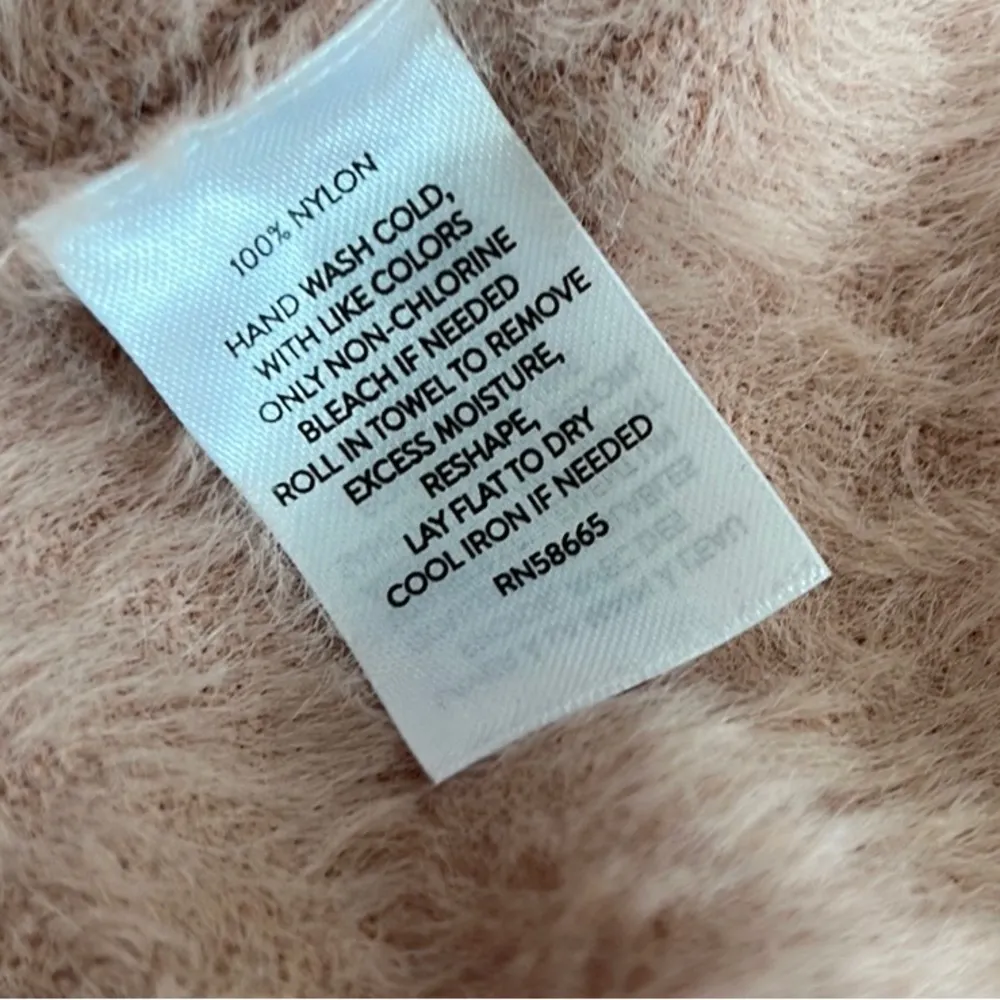 100% NYLON
HAND WASH COLD,
WITH LIKE COLORS
ONLY NON-CHLORINE
BLEACH IF NEEDED
ROLL IN TOWEL TO REMOVE
EXCESS MOISTURE,
RESHAPE,
LAY FLAT TO DRY
COOL IRON IF NEEDED
RN58665